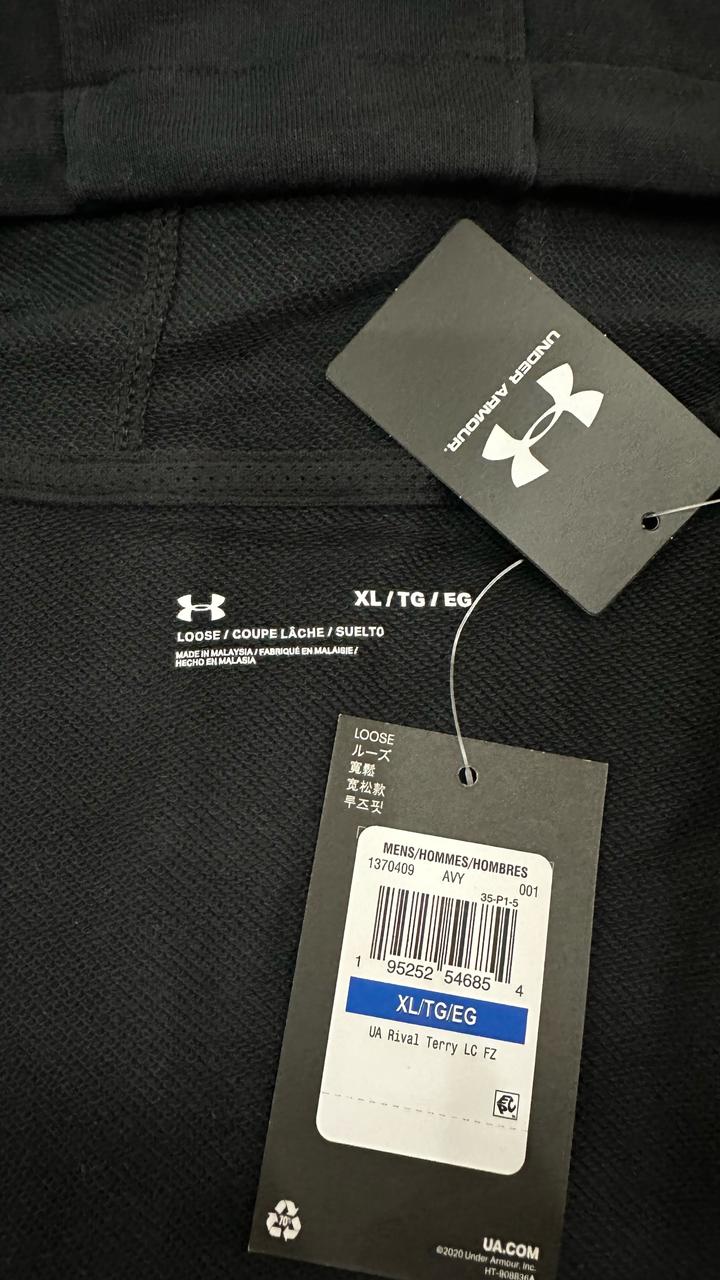 UNDER ARMOUR.
XL / TG / EG
LOOSE / COUPE LÂCHE / SUELTO
MADE IN MALAYSIA / FABRIQUÉ EN MALAISIE /
HECHO EN MALASIA
LOOSE
ルーズ
寬鬆
宽松款
루즈핏
MENS/HOMMES/HOMBRES
1370409 AVY 001
35-P1-5
1 95252 54685 4
XL/TG/EG
UA Rival Terry LC FZ
70%
UA.COM
©2020 Under Armour, Inc.
HT-908836A